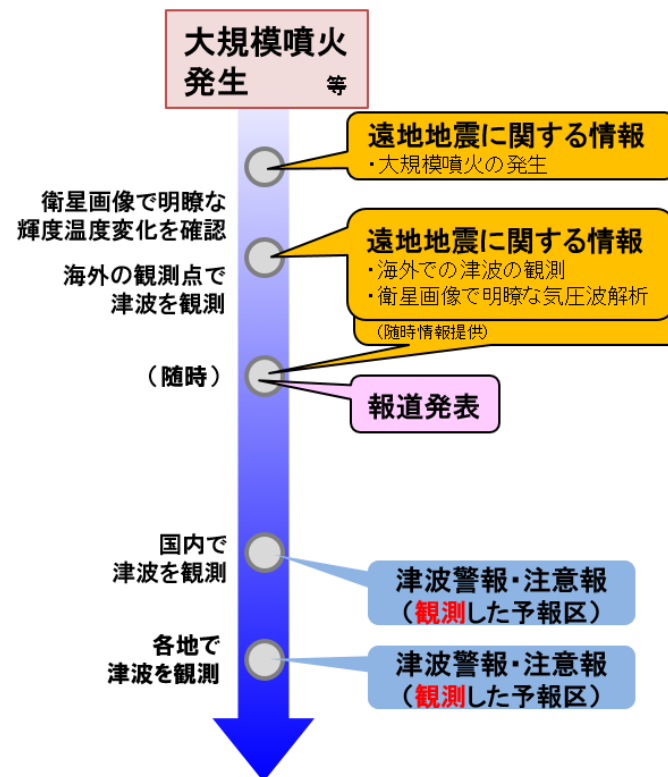 大規模噴火
発生 等
遠地地震に関する情報
・大規模噴火の発生
衛星画像で明瞭な
輝度温度変化を確認
海外の観測点で
津波を観測
遠地地震に関する情報
・海外での津波の観測
・衛星画像で明瞭な気圧波解析
(随時情報提供)
（随時）
報道発表
国内で
津波を観測
津波警報・注意報
（観測した予報区）
各地で
津波を観測
津波警報・注意報
（観測した予報区）